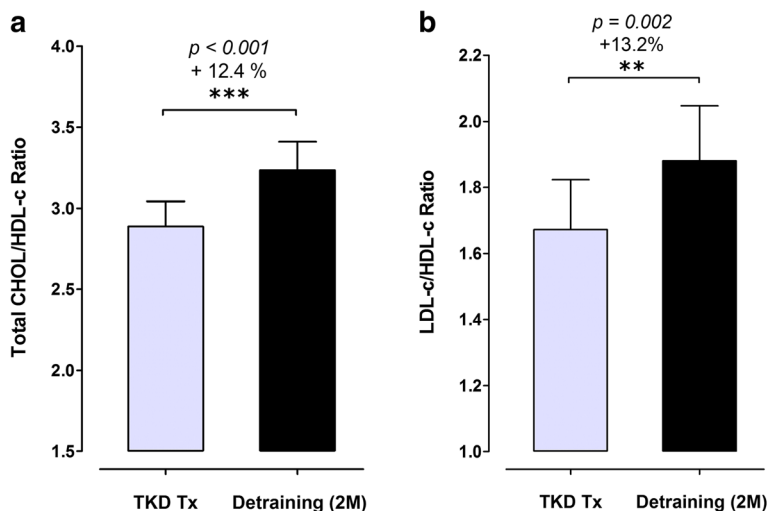 a
p < 0.001
+ 12.4 %
***
Total CHOL/HDL-c Ratio
4.0
3.5
3.0
2.5
2.0
1.5
TKD Tx Detraining (2M)
b
p = 0.002
+13.2%
**
LDL-c/HDL-c Ratio
2.2
2.0
1.8
1.6
1.4
1.2
1.0
TKD Tx Detraining (2M)